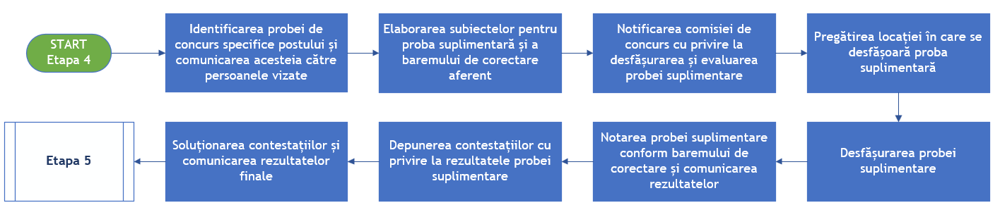 START
Etapa 4
Identificarea probei de
concurs specifice postului și
comunicarea acesteia către
persoanele vizate
Elaborarea subiectelor pentru
proba suplimentară și a
baremului de corectare
aferent
Notificarea comisiei de
concurs cu privire la
desfășurarea și evaluarea
probei suplimentare
Pregătirea locației în care se
desfășoară proba
suplimentară
Desfășurarea probei
suplimentare
Notarea probei suplimentare
conform baremului de
corectare și comunicarea
rezultatelor
Depunerea contestațiilor cu
privire la rezultatele probei
suplimentare
Soluționarea contestațiilor și
comunicarea rezultatelor
finale
Etapa 5